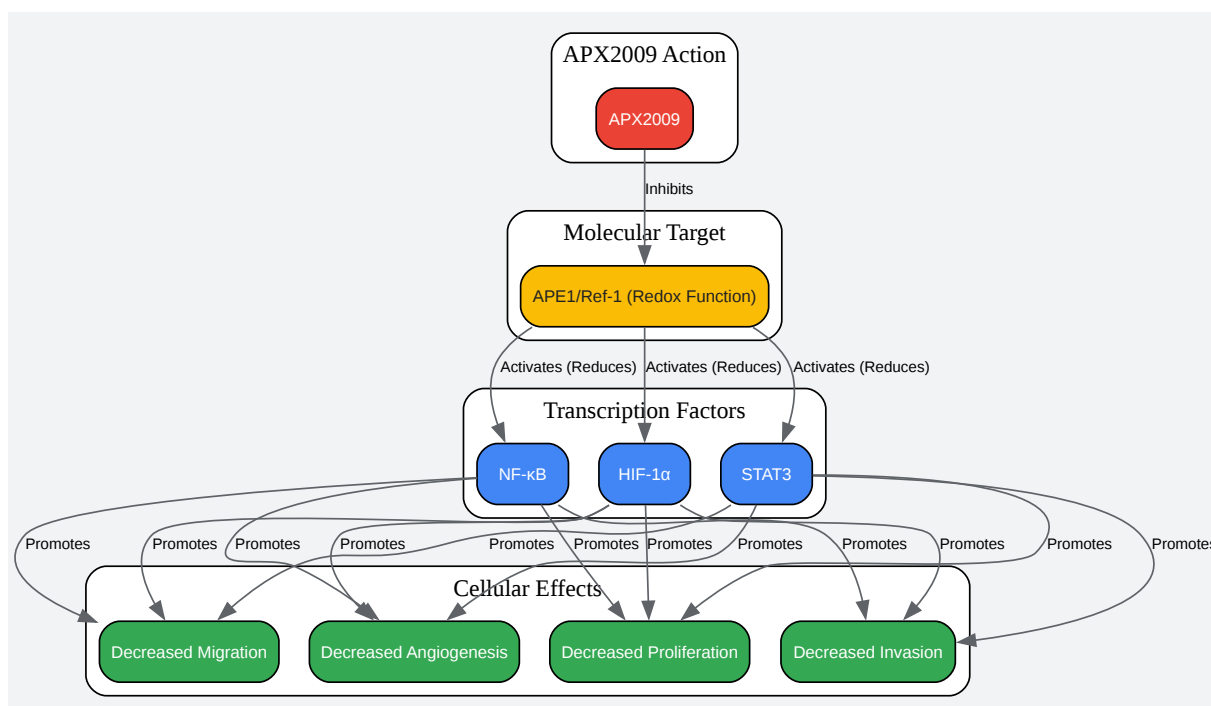 APX2009 Action
APX2009
Inhibits
Molecular Target
APE1/Ref-1 (Redox Function)
Activates (Reduces) Activates (Reduces) Activates (Reduces)
Transcription Factors
NF-κB HIF-1α STAT3
Promotes Promotes Promotes Promotes Promotes Promotes Promotes Promotes Promotes Promotes Promotes Promotes
Cellular Effects
Decreased Migration Decreased Angiogenesis Decreased Proliferation Decreased Invasion